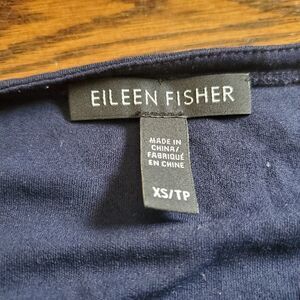 EILEEN FISHER
MADE IN
CHINA/
FABRIQUÉ
EN CHINE
XS/TP